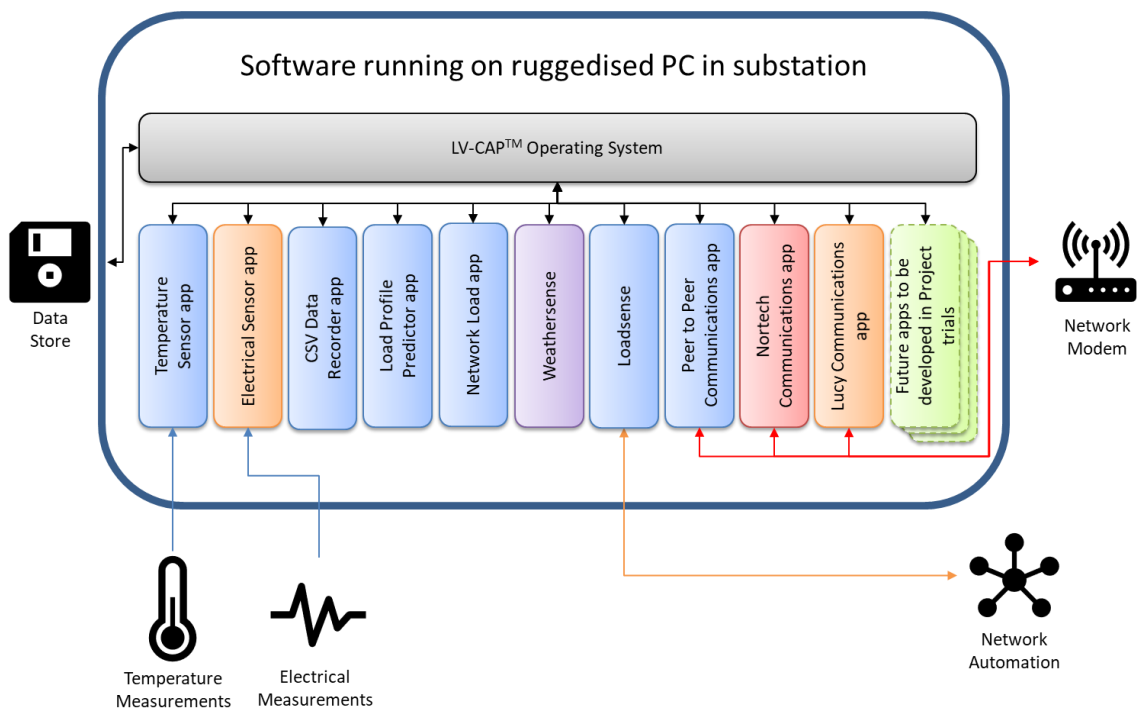 Software running on ruggedised PC in substation
LV-CAP™ Operating System
Data
Store
Temperature
Sensor app
Electrical Sensor app
CSV Data
Recorder app
Load Profile
Predictor app
Network Load app
Weathersense
Loadsense
Peer to Peer
Communications app
Nortech
Communications app
Lucy Communications
app
Future apps to be
developed in Project
trials
Network
Modem
Temperature
Measurements
Electrical
Measurements
Network
Automation